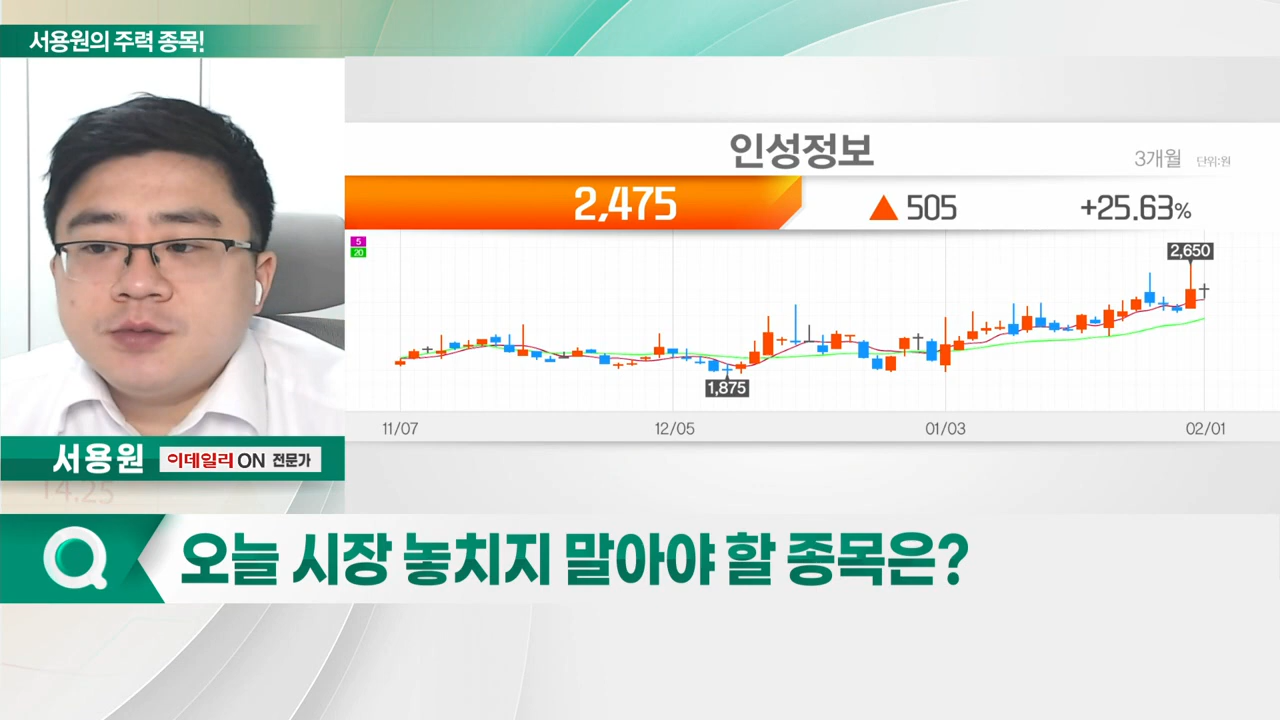 서용원의 주력 종목!
인성정보
3개월 단위:원
2,475 ▲ 505 +25.63%
5
20
2,650
1,875
11/07 12/05 01/03 02/01
서용원 이데일리 ON 전문가
14.25
Q 오늘 시장 놓치지 말아야 할 종목은?